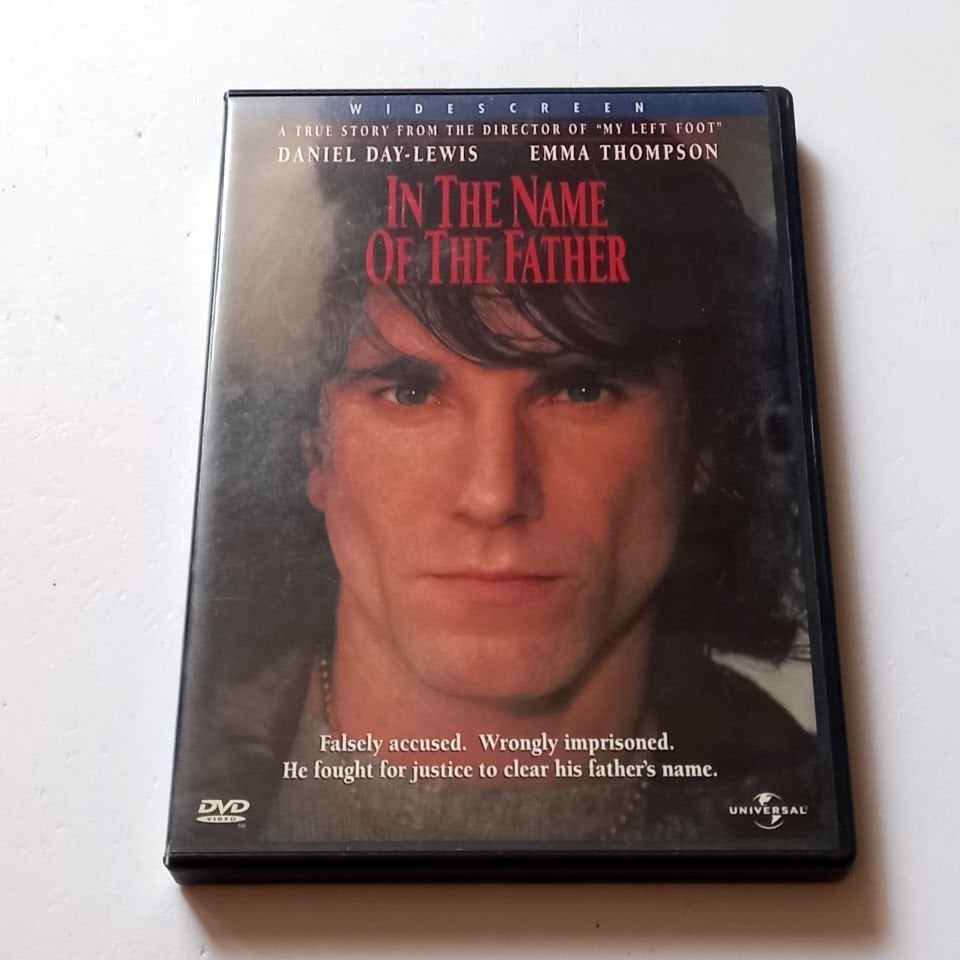 WIDESCREEN
A TRUE STORY FROM THE DIRECTOR OF "MY LEFT FOOT"
DANIEL DAY-LEWIS EMMA THOMPSON
IN THE NAME
OF THE FATHER
Falsely accused. Wrongly imprisoned.
He fought for justice to clear his father's name.
DVD
VIDEO
TM
UNIVERSAL